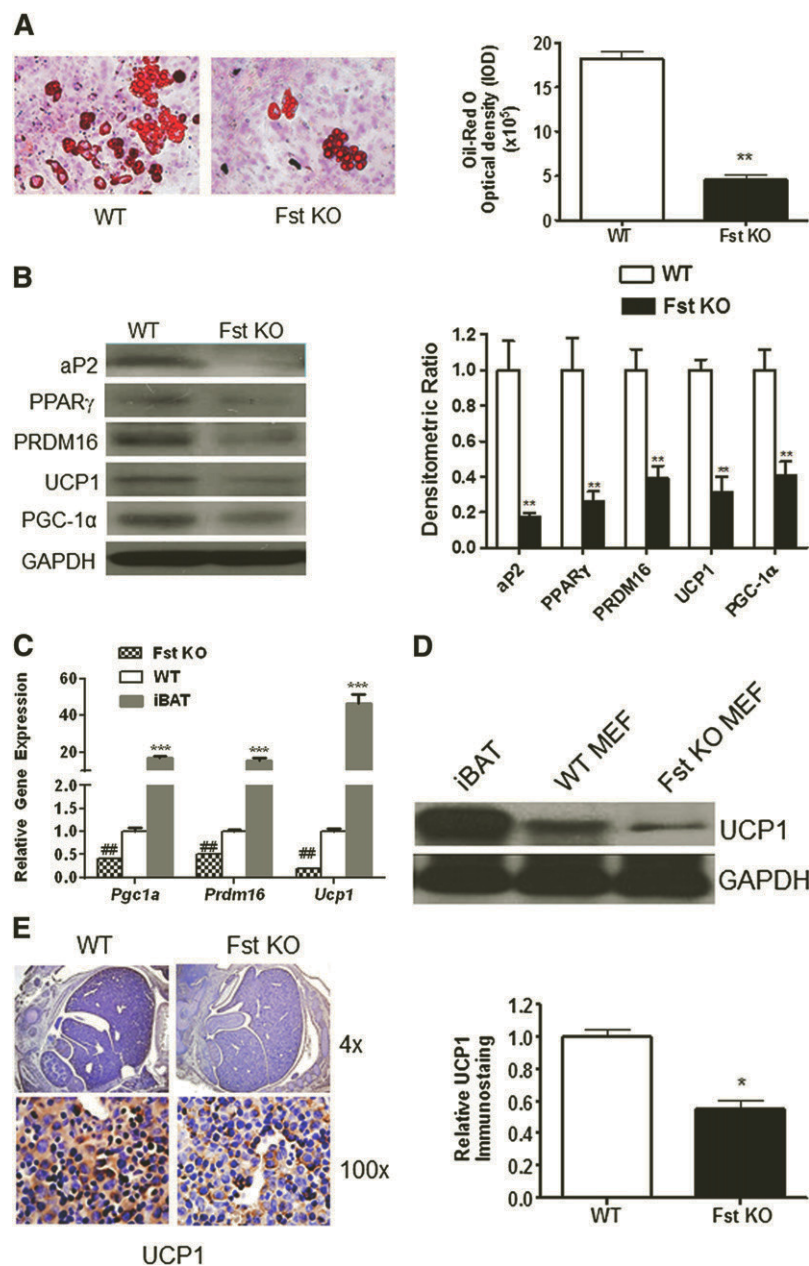 A
WT
Fst KO
Oil-Red O
Optical density (IOD)
(x10⁵)
20
15
10
5
0
**
WT
Fst KO
B
WT
Fst KO
aP2
PPARγ
PRDM16
UCP1
PGC-1α
GAPDH
WT
Fst KO
Densitometric Ratio
1.2
1.0
0.8
0.6
0.4
0.2
0.0
**
**
**
**
**
aP2
PPARγ
PRDM16
UCP1
PGC-1α
C
Fst KO
WT
iBAT
Relative Gene Expression
60
40
20
2.0
1.5
1.0
0.5
0.0
***
***
***
##
##
##
Pgc1a
Prdm16
Ucp1
D
iBAT
WT MEF
Fst KO MEF
UCP1
GAPDH
E
WT
Fst KO
4x
100x
UCP1
Relative UCP1
Immunostaing
1.2
1.0
0.8
0.6
0.4
0.2
0.0
*
WT
Fst KO